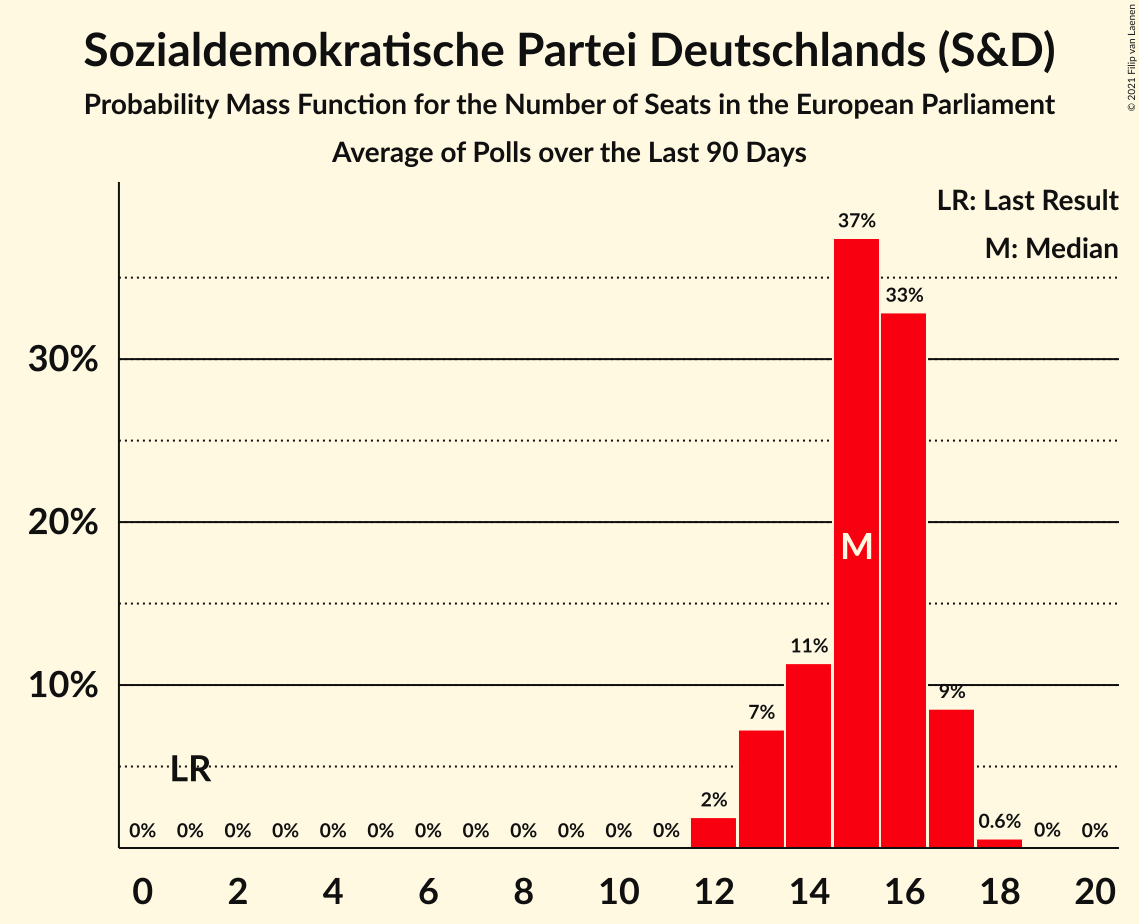 Sozialdemokratische Partei Deutschlands (S&D)
Probability Mass Function for the Number of Seats in the European Parliament
Average of Polls over the Last 90 Days
© 2021 Filip van Laenen
LR: Last Result
M: Median
37%
33%
30%
20%
M
11%
10%
9%
7%
LR
2%
0% 0% 0% 0% 0% 0% 0% 0% 0% 0% 0% 0% 0.6% 0% 0%
0 2 4 6 8 10 12 14 16 18 20